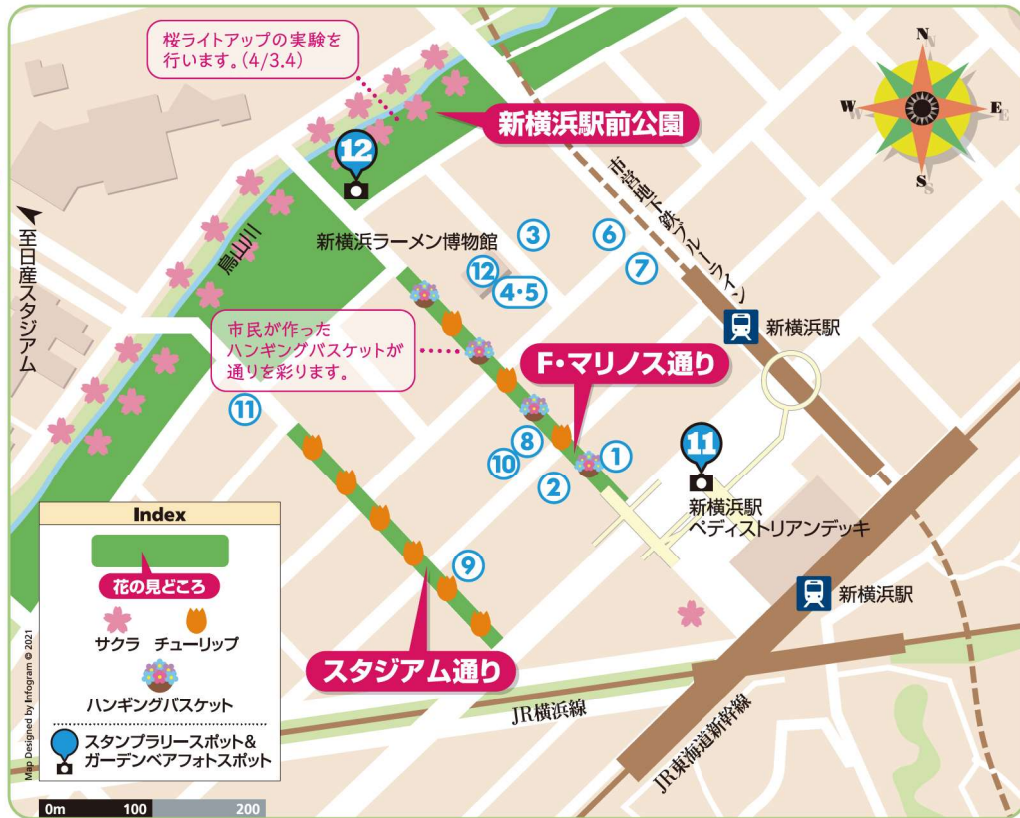 桜ライトアップの実験を
行います。(4/3.4)
新横浜駅前公園
N
W
E
S
12
市営地下鉄ブルーライン
至日産スタジアム
鳥山川
新横浜ラーメン博物館
3
6
7
12
4・5
新横浜駅
市民が作った
ハンギングバスケットが
通りを彩ります。
F・マリノス通り
11
8
10
1
2
11
新横浜駅
ペディストリアンデッキ
9
新横浜駅
スタジアム通り
JR横浜線
JR東海道新幹線
Index
花の見どころ
サクラ チューリップ
ハンギングバスケット
スタンプラリースポット&
ガーデンベアフォトスポット
Map Designed by Infogram © 2021
0m 100 200